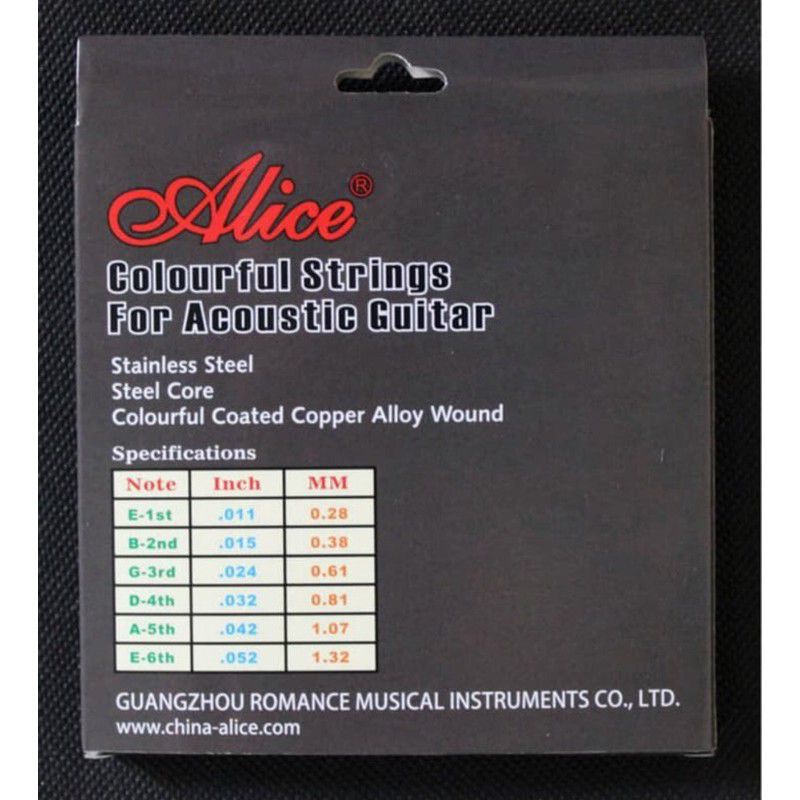 Alice®
Colourful Strings
For Acoustic Guitar
Stainless Steel
Steel Core
Colourful Coated Copper Alloy Wound
Specifications
Note Inch MM
E-1st .011 0.28
B-2nd .015 0.38
G-3rd .024 0.61
D-4th .032 0.81
A-5th .042 1.07
E-6th .052 1.32
GUANGZHOU ROMANCE MUSICAL INSTRUMENTS CO., LTD.
www.china-alice.com